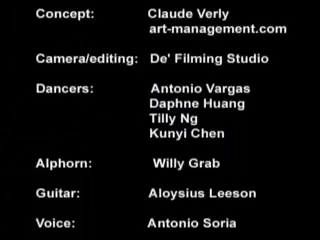 Concept: Claude Verly
art-management.com
Camera/editing: De' Filming Studio
Dancers: Antonio Vargas
Daphne Huang
Tilly Ng
Kunyi Chen
Alphorn: Willy Grab
Guitar: Aloysius Leeson
Voice: Antonio Soria